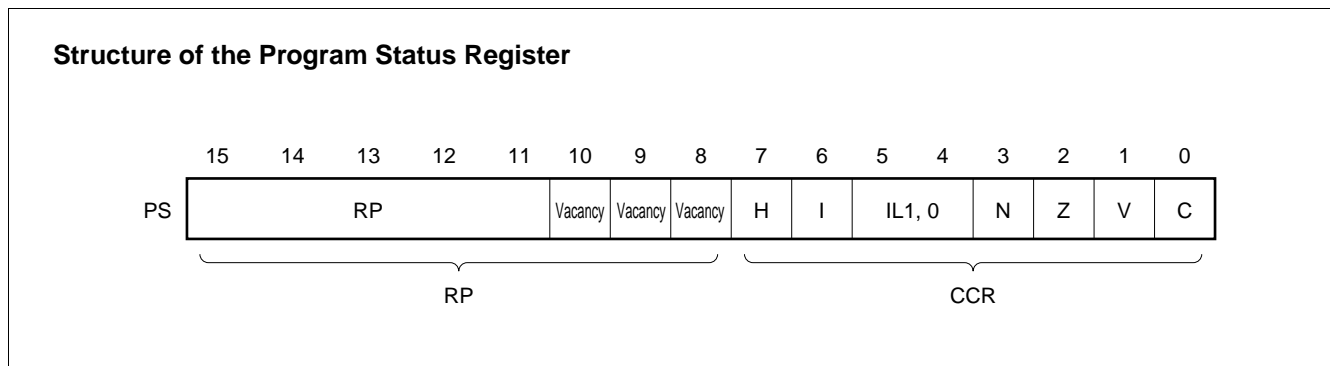 Structure of the Program Status Register
15 14 13 12 11 10 9 8 7 6 5 4 3 2 1 0
PS RP Vacancy Vacancy Vacancy H I IL1, 0 N Z V C
RP CCR